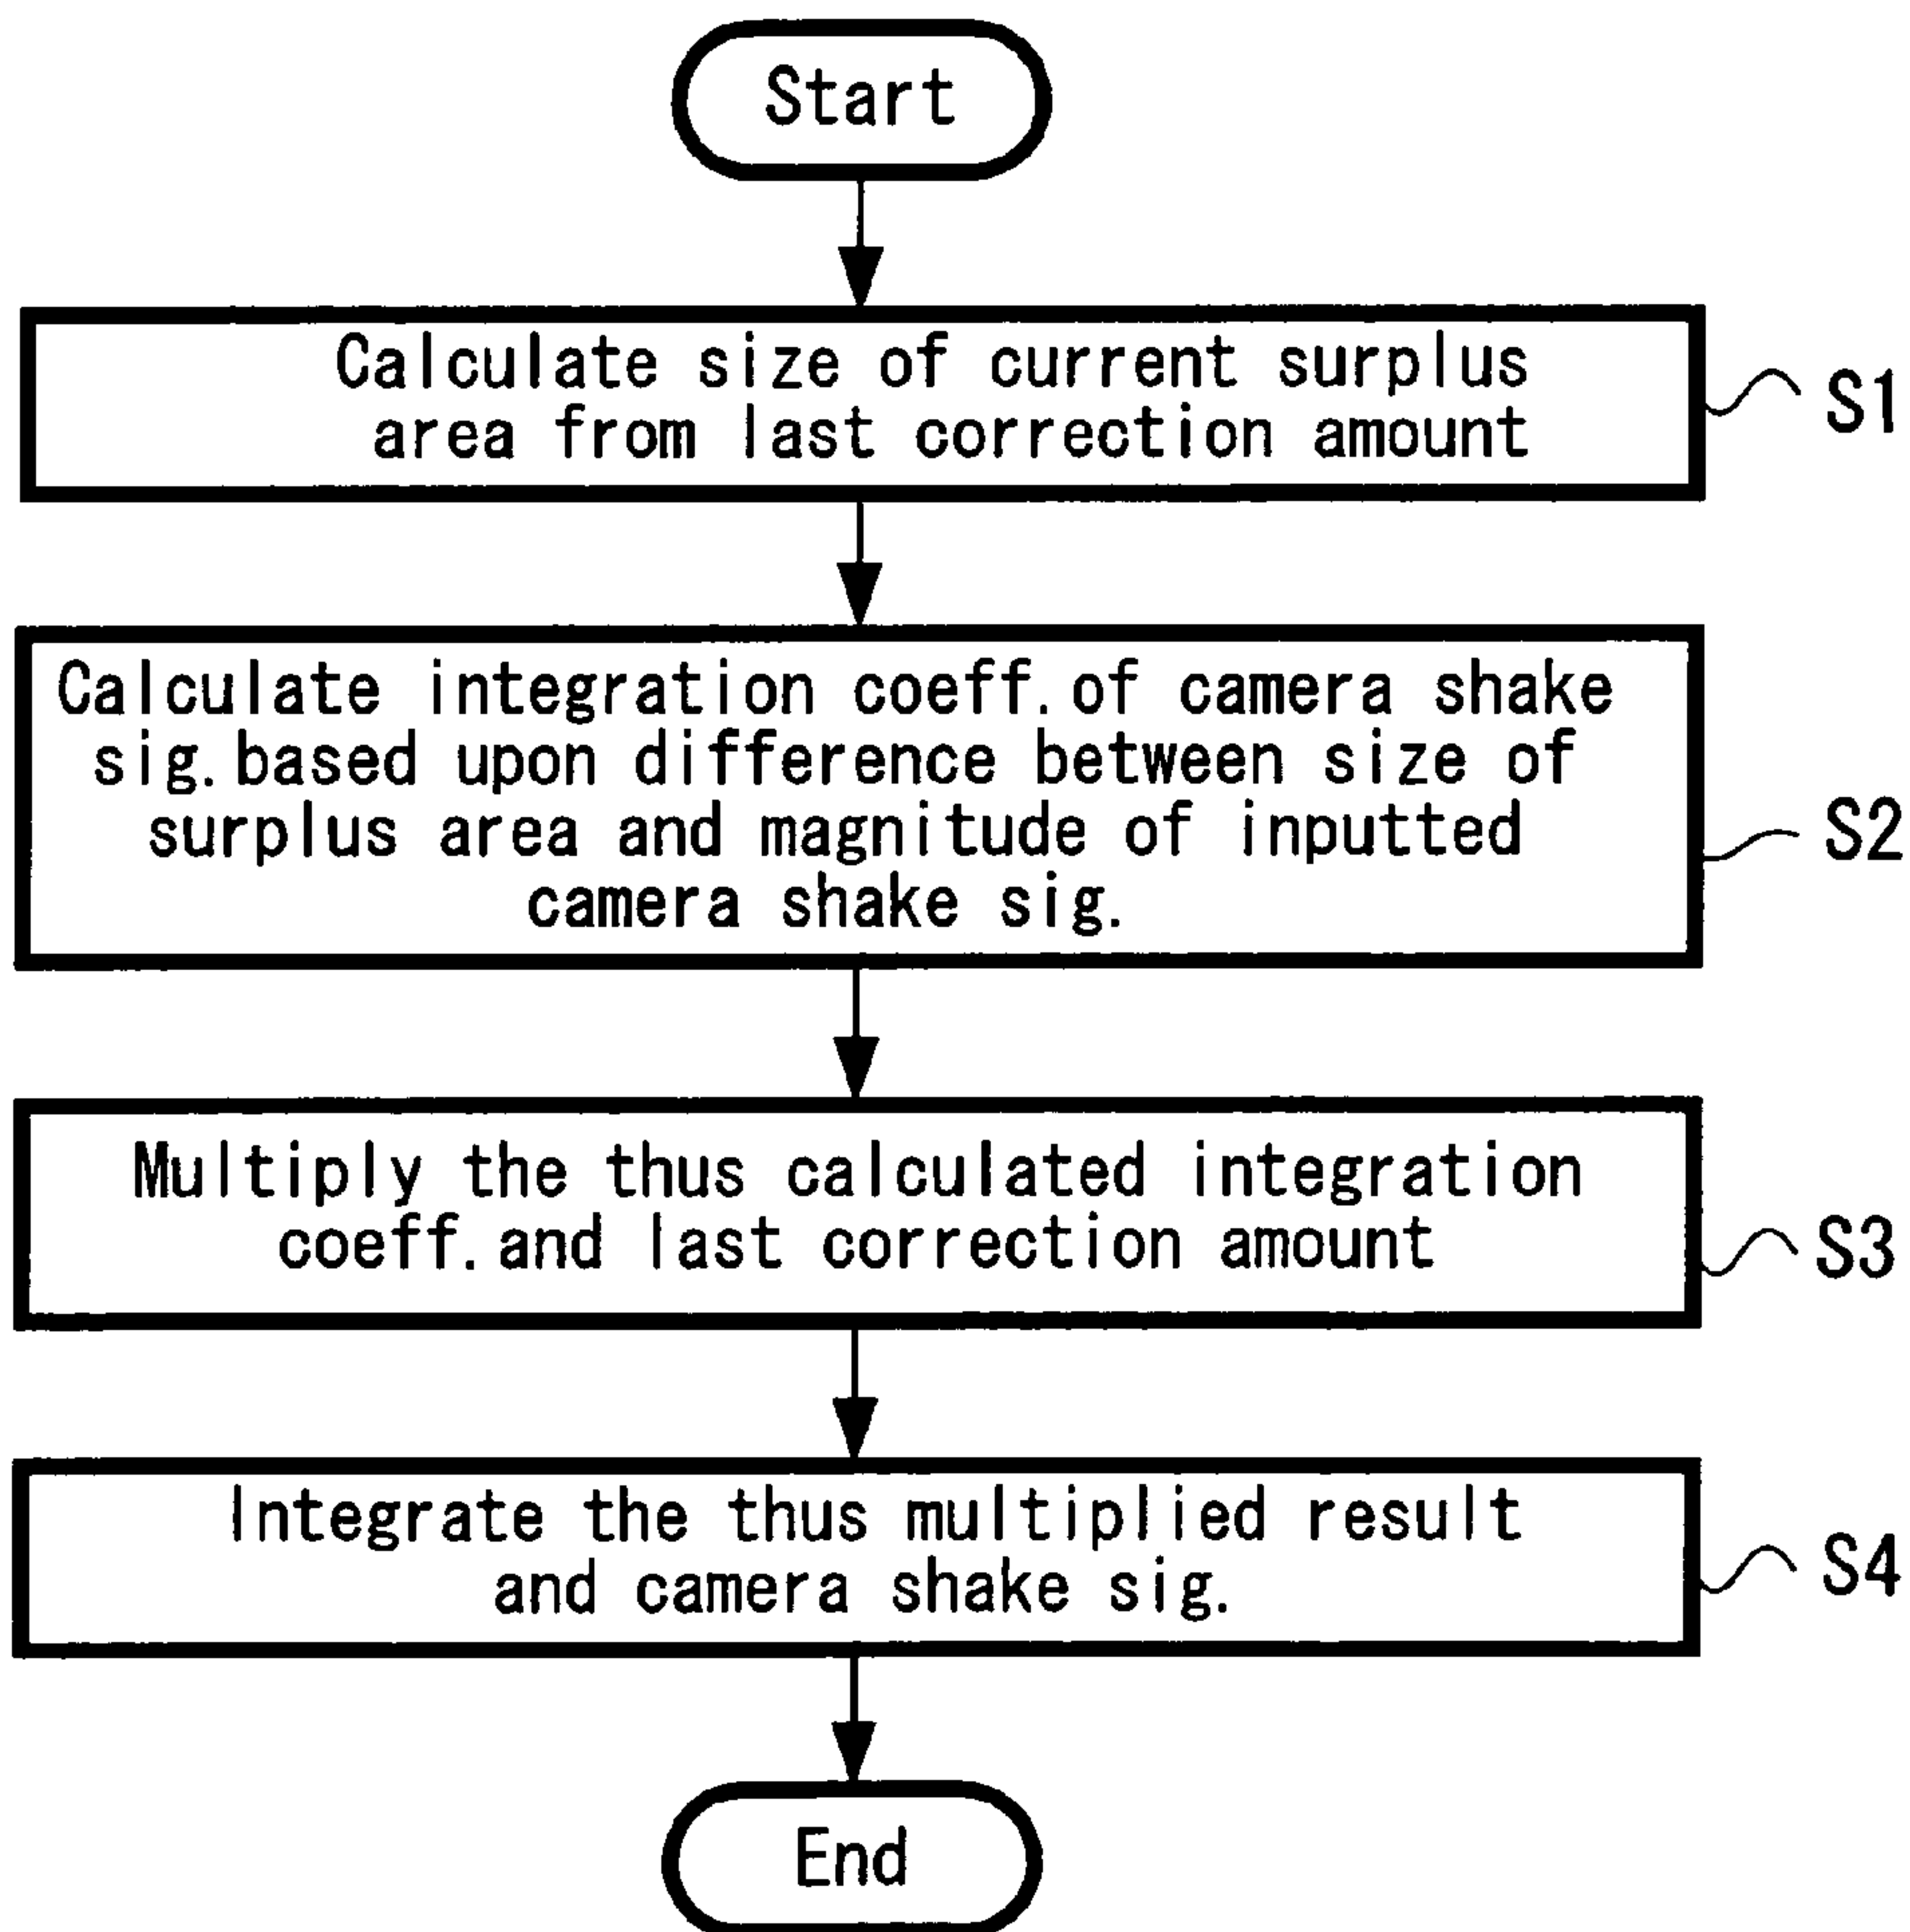 Start
Calculate size of current surplus
area from last correction amount
S1
Calculate integration coeff. of camera shake
sig. based upon difference between size of
surplus area and magnitude of inputted
camera shake sig.
S2
Multiply the thus calculated integration
coeff. and last correction amount
S3
Integrate the thus multiplied result
and camera shake sig.
S4
End